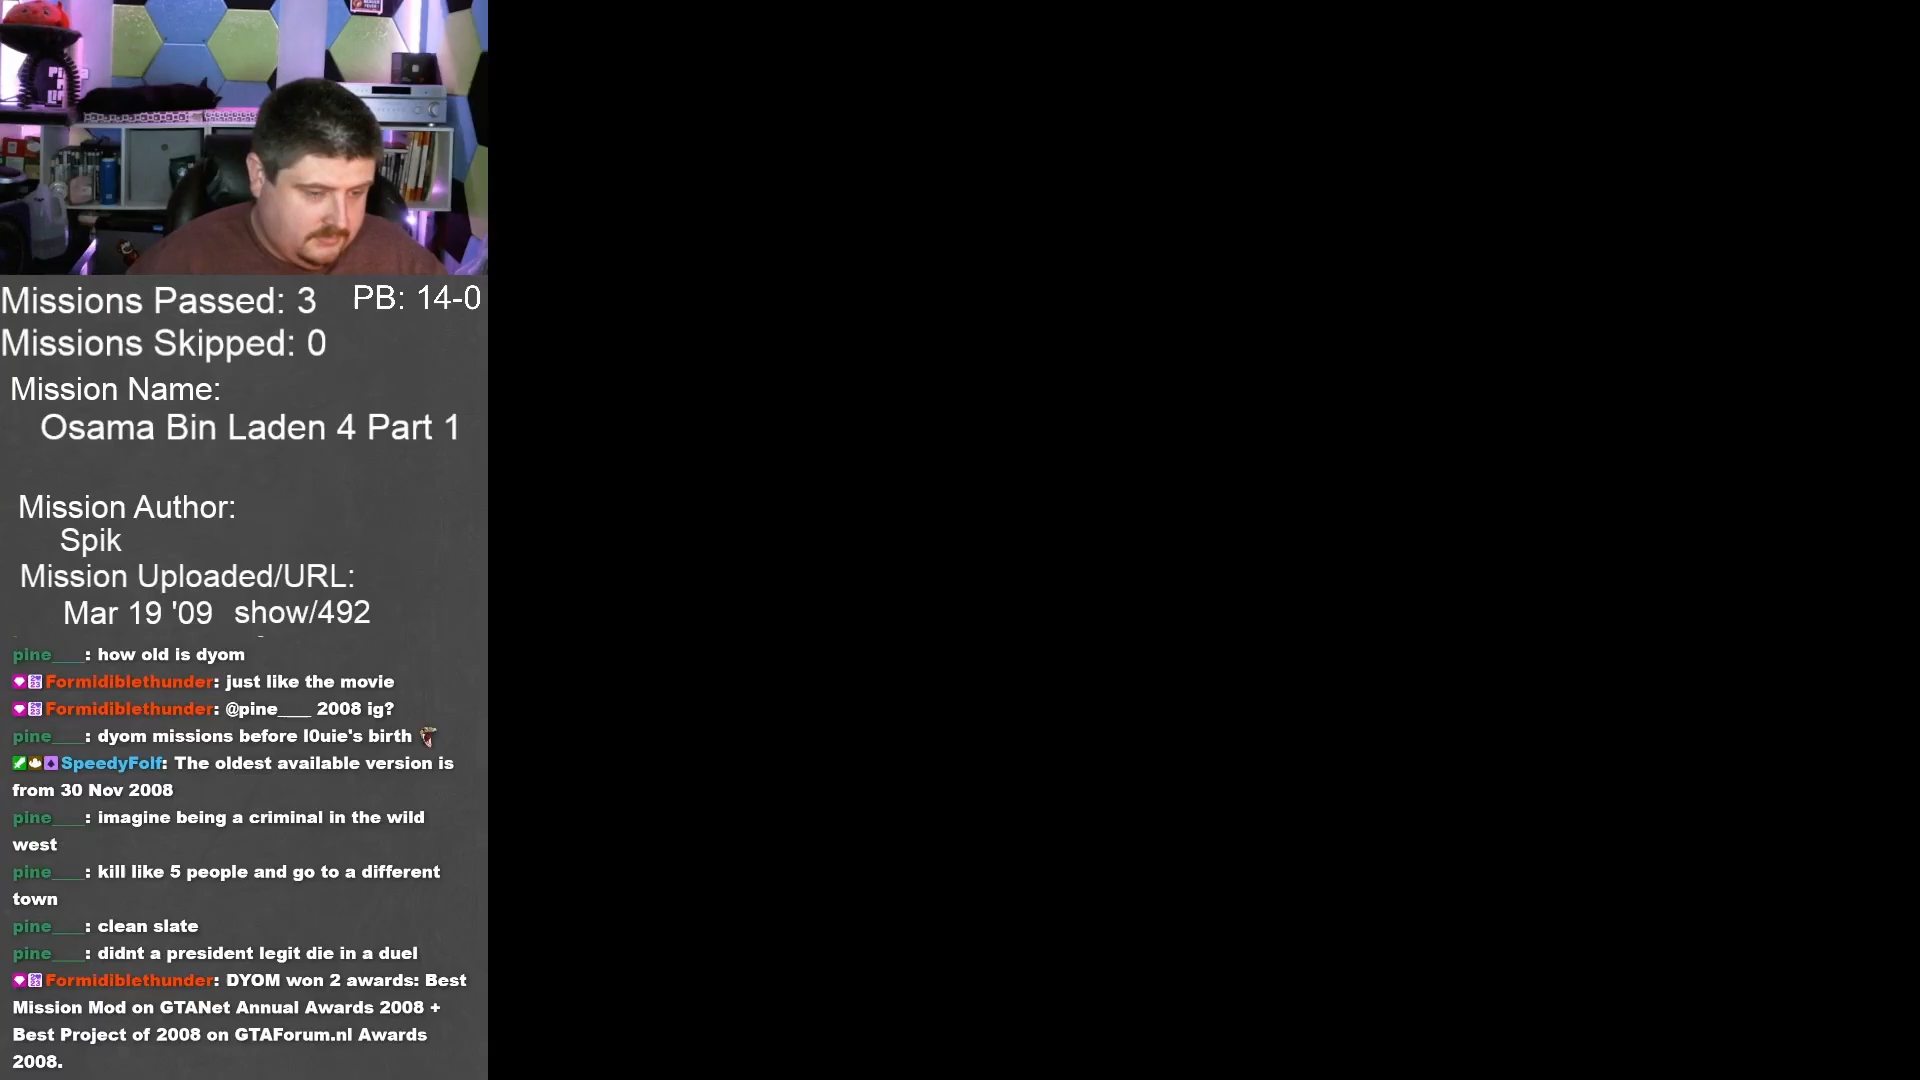 Missions Passed: 3 PB: 14-0
Missions Skipped: 0
Mission Name:
Osama Bin Laden 4 Part 1
Mission Author:
Spik
Mission Uploaded/URL:
Mar 19 '09 show/492
pine___: how old is dyom
Formidiblethunder: just like the movie
Formidiblethunder: @pine___ 2008 ig?
pine___: dyom missions before l0uie's birth
SpeedyFolf: The oldest available version is
from 30 Nov 2008
pine___: imagine being a criminal in the wild
west
pine___: kill like 5 people and go to a different
town
pine___: clean slate
pine___: didnt a president legit die in a duel
Formidiblethunder: DYOM won 2 awards: Best
Mission Mod on GTANet Annual Awards 2008 +
Best Project of 2008 on GTAForum.nl Awards
2008.